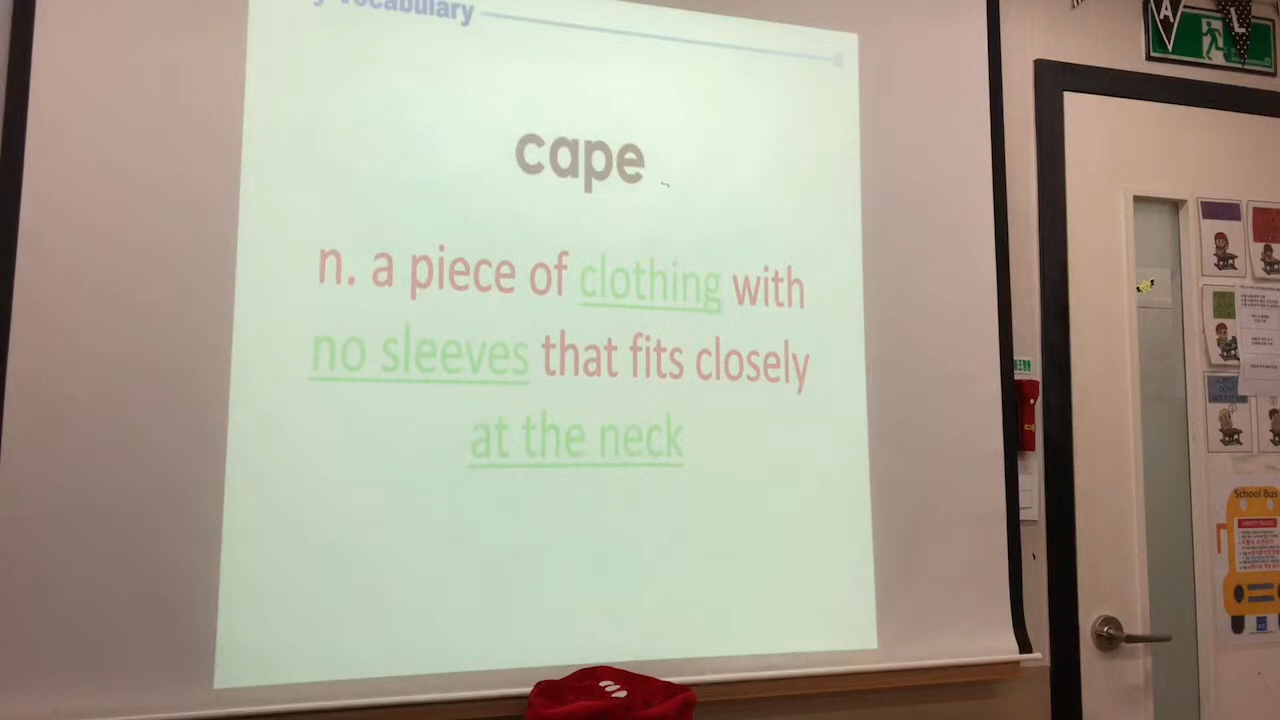 Vocabulary
cape
n. a piece of clothing with
no sleeves that fits closely
at the neck
A
L
School Bus